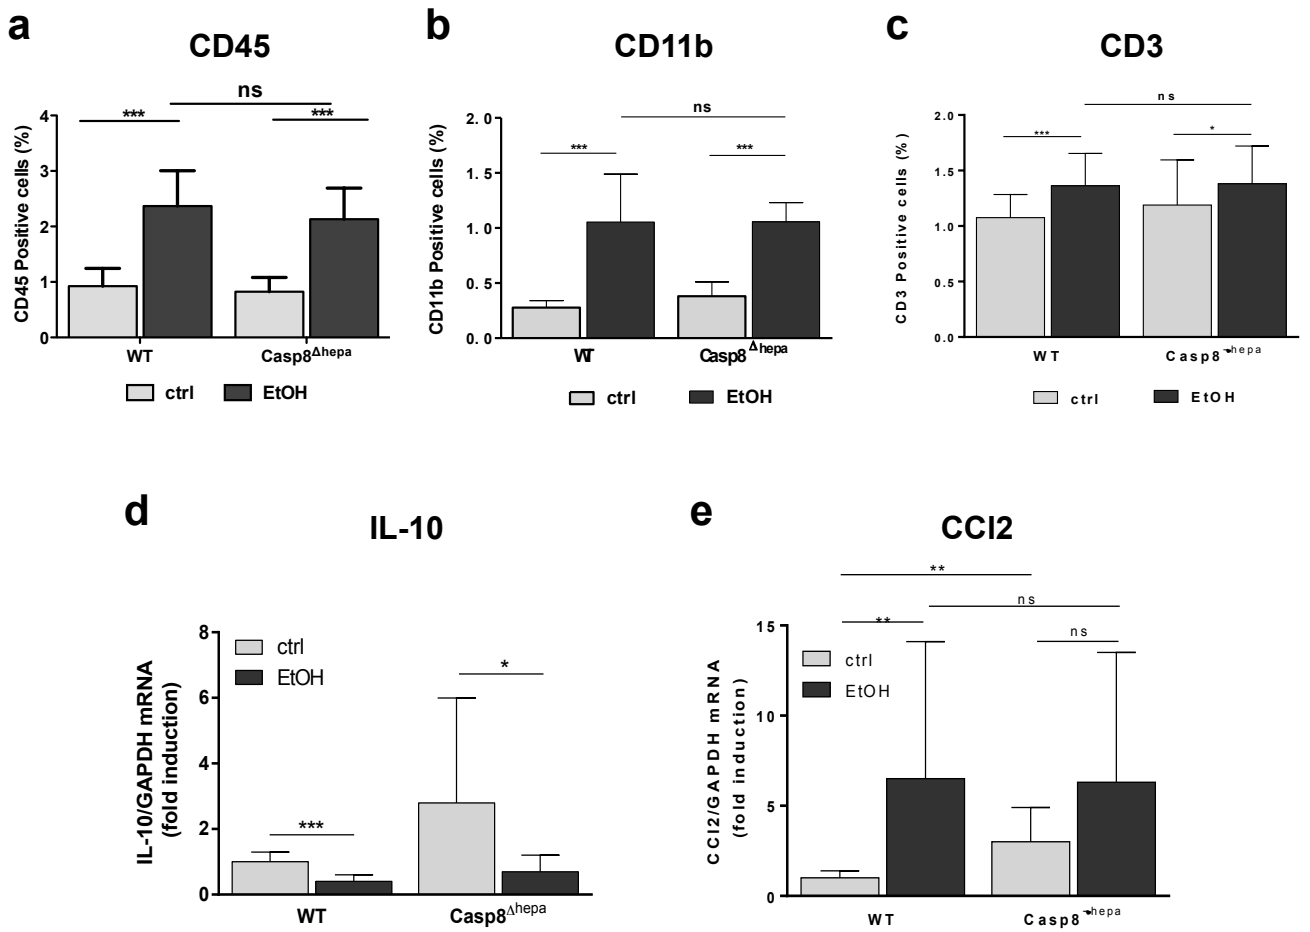 a
CD45
CD45 Positive cells (%)
4
3
2
1
0
ns
***
***
WT
Casp8Δhepa
ctrl
EtOH
b
CD11b
CD11b Positive cells (%)
2.0
1.5
1.0
0.5
0.0
ns
***
***
WT
Casp8Δhepa
ctrl
EtOH
c
CD3
CD3 Positive cells (%)
2.0
1.5
1.0
0.5
0.0
ns
***
*
WT
Casp8¬hepa
ctrl
EtOH
d
IL-10
IL-10/GAPDH mRNA
(fold induction)
8
6
4
2
0
ctrl
EtOH
***
*
WT
Casp8Δhepa
e
CCl2
CCl2/GAPDH mRNA
(fold induction)
15
10
5
0
**
ns
**
ns
ctrl
EtOH
WT
Casp8¬hepa